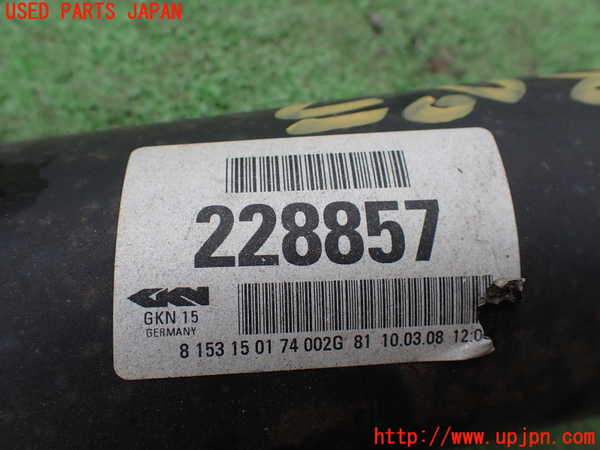 USED PARTS JAPAN
228857
GKN
GKN 15
GERMANY
8 153 15 01 74 002G 81 10.03.08 12:0
http://www.upjpn.com/